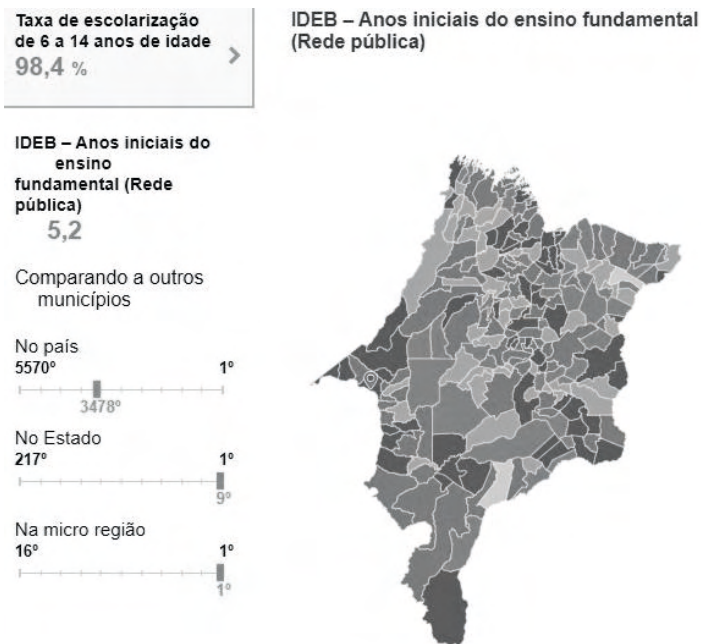 Taxa de escolarização
de 6 a 14 anos de idade
98,4 %
IDEB – Anos iniciais do
ensino
fundamental (Rede
pública)
5,2
Comparando a outros
municípios
No país
5570º 1º
3478º
No Estado
217º 1º
9º
Na micro região
16º 1º
1º
IDEB – Anos iniciais do ensino fundamental
(Rede pública)